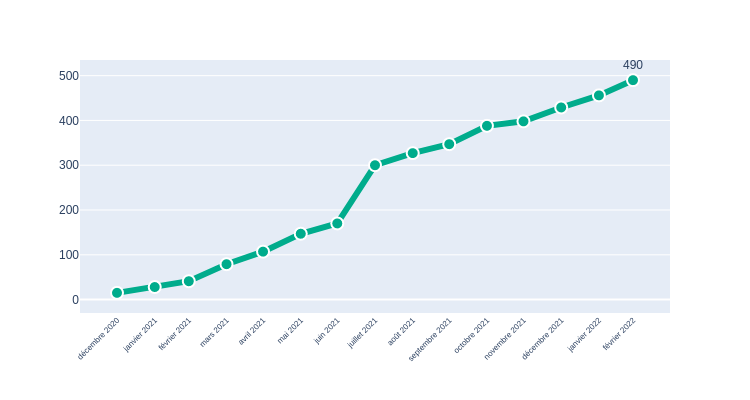 490
500
400
300
200
100
0
décembre 2020
janvier 2021
février 2021
mars 2021
avril 2021
mai 2021
juin 2021
juillet 2021
août 2021
septembre 2021
octobre 2021
novembre 2021
décembre 2021
janvier 2022
février 2022